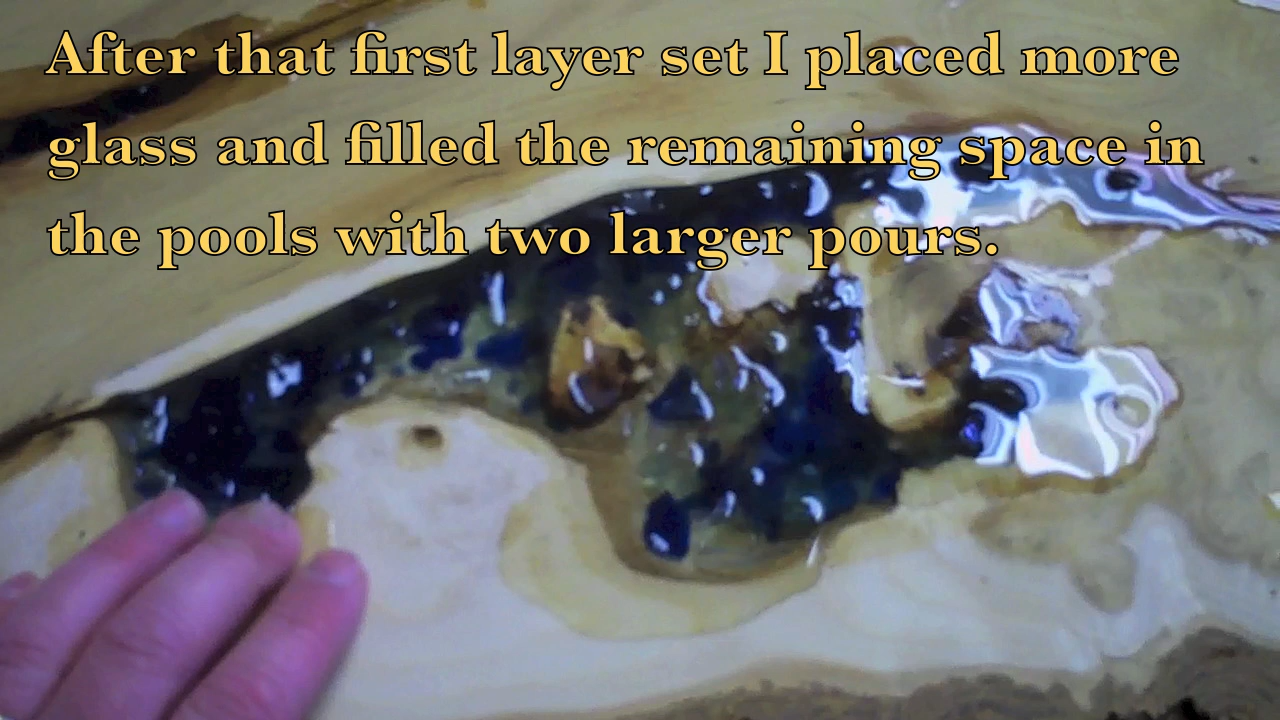 After that first layer set I placed more
glass and filled the remaining space in
the pools with two larger pours.